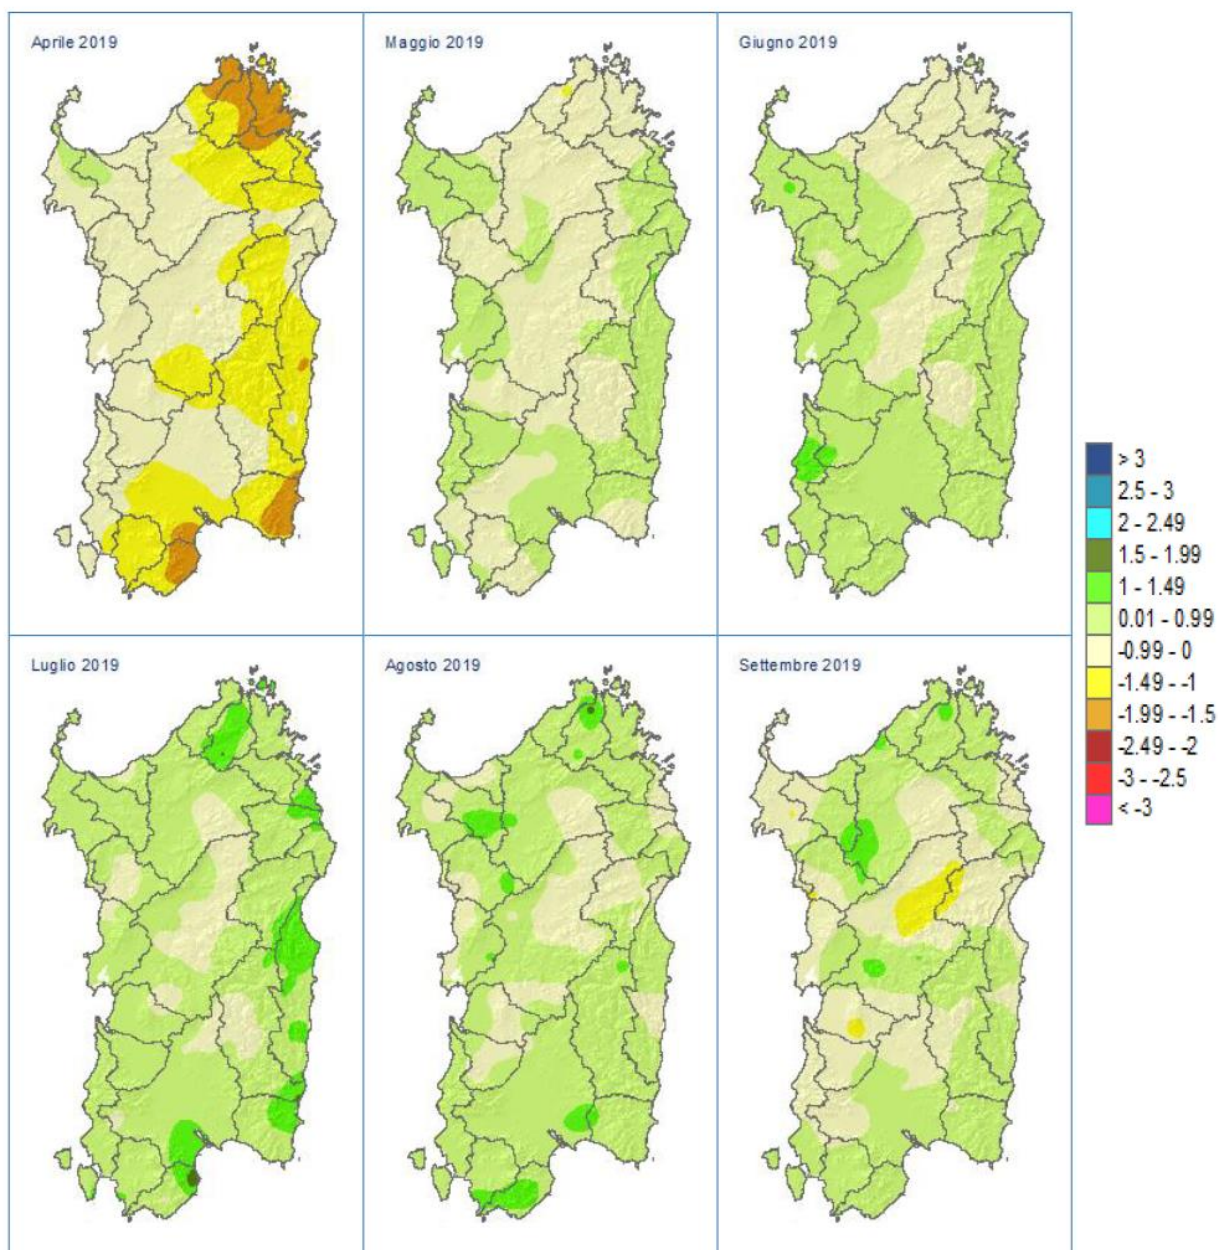 Aprile 2019
Maggio 2019
Giugno 2019
> 3
2.5 - 3
2 - 2.49
1.5 - 1.99
1 - 1.49
0.01 - 0.99
-0.99 - 0
-1.49 - -1
-1.99 - -1.5
-2.49 - -2
-3 - -2.5
< -3
Luglio 2019
Agosto 2019
Settembre 2019